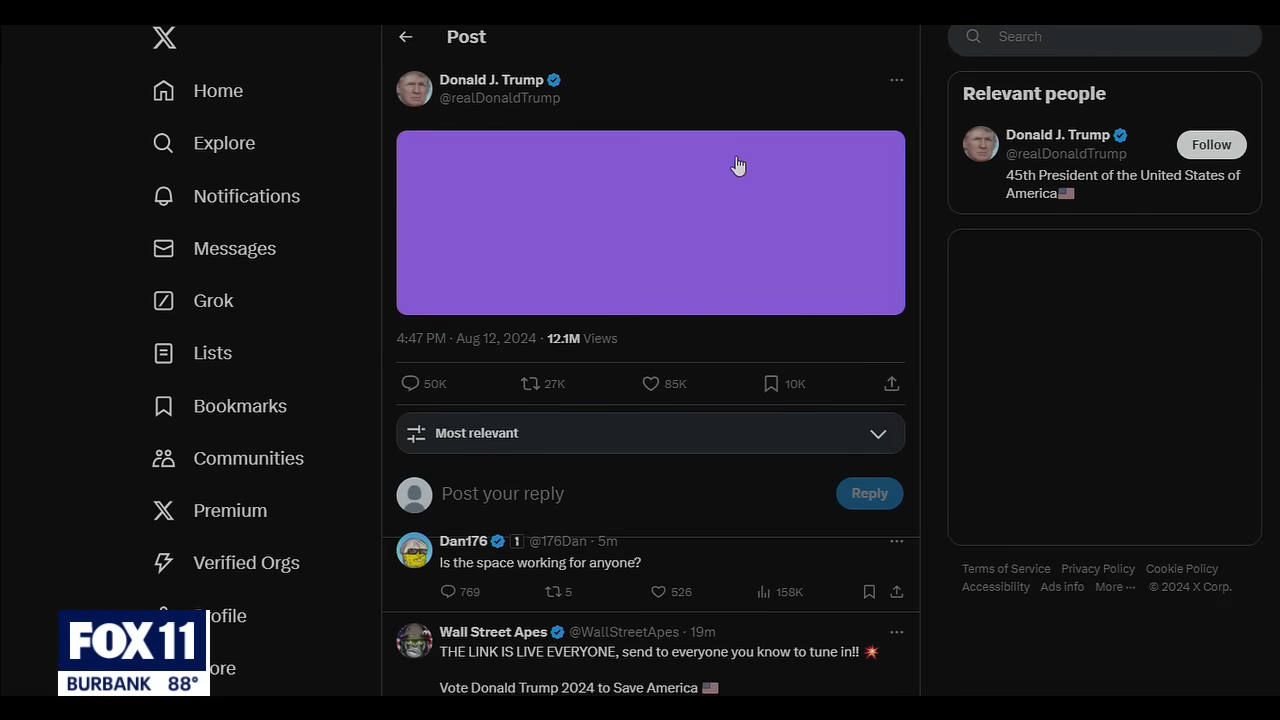 Post
Search
Donald J. Trump
@realDonaldTrump
Home
Explore
Notifications
Messages
Grok
Lists
Bookmarks
Communities
Premium
Verified Orgs
rofile
ore
4:47 PM · Aug 12, 2024 · 12.1M Views
50K 27K 85K 10K
Most relevant
Post your reply
Reply
Dan176 1 @176Dan · 5m
Is the space working for anyone?
769 5 526 158K
Wall Street Apes @WallStreetApes · 19m
THE LINK IS LIVE EVERYONE, send to everyone you know to tune in!! 💥
Vote Donald Trump 2024 to Save America 🇺🇸
Relevant people
Donald J. Trump
@realDonaldTrump
Follow
45th President of the United States of
America🇺🇸
Terms of Service Privacy Policy Cookie Policy
Accessibility Ads info More ··· © 2024 X Corp.
FOX 11
BURBANK 88°